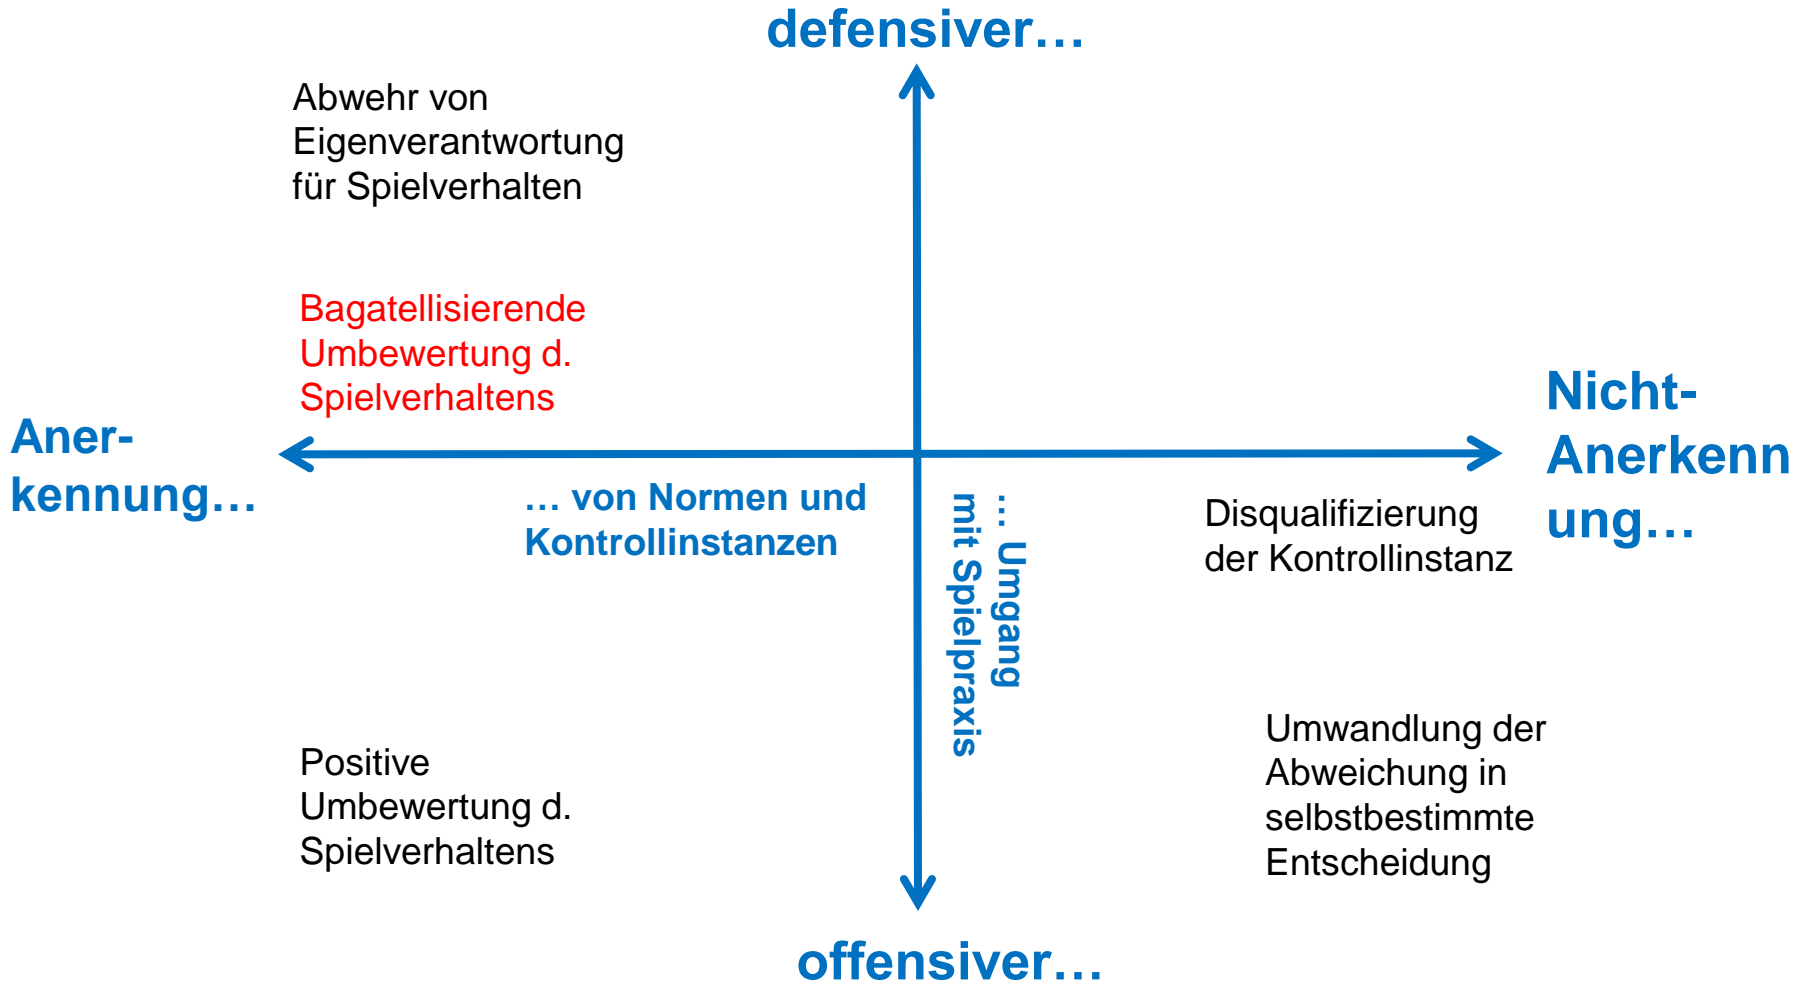 defensiver…
Abwehr von
Eigenverantwortung
für Spielverhalten
Bagatellisierende
Umbewertung d.
Spielverhaltens
Aner-
kennung…
Nicht-
Anerkenn
ung…
… von Normen und
Kontrollinstanzen
… Umgang
mit Spielpraxis
Disqualifizierung
der Kontrollinstanz
Positive
Umbewertung d.
Spielverhaltens
Umwandlung der
Abweichung in
selbstbestimmte
Entscheidung
offensiver…